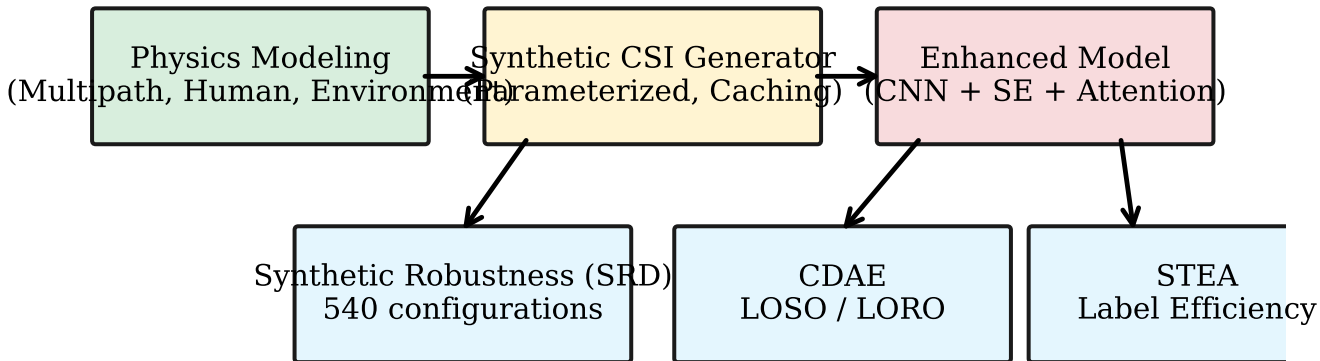 Physics Modeling
(Multipath, Human, Environment)
Synthetic CSI Generator
(Parameterized, Caching)
Enhanced Model
(CNN + SE + Attention)
Synthetic Robustness (SRD)
540 configurations
CDAE
LOSO / LORO
STEA
Label Efficiency